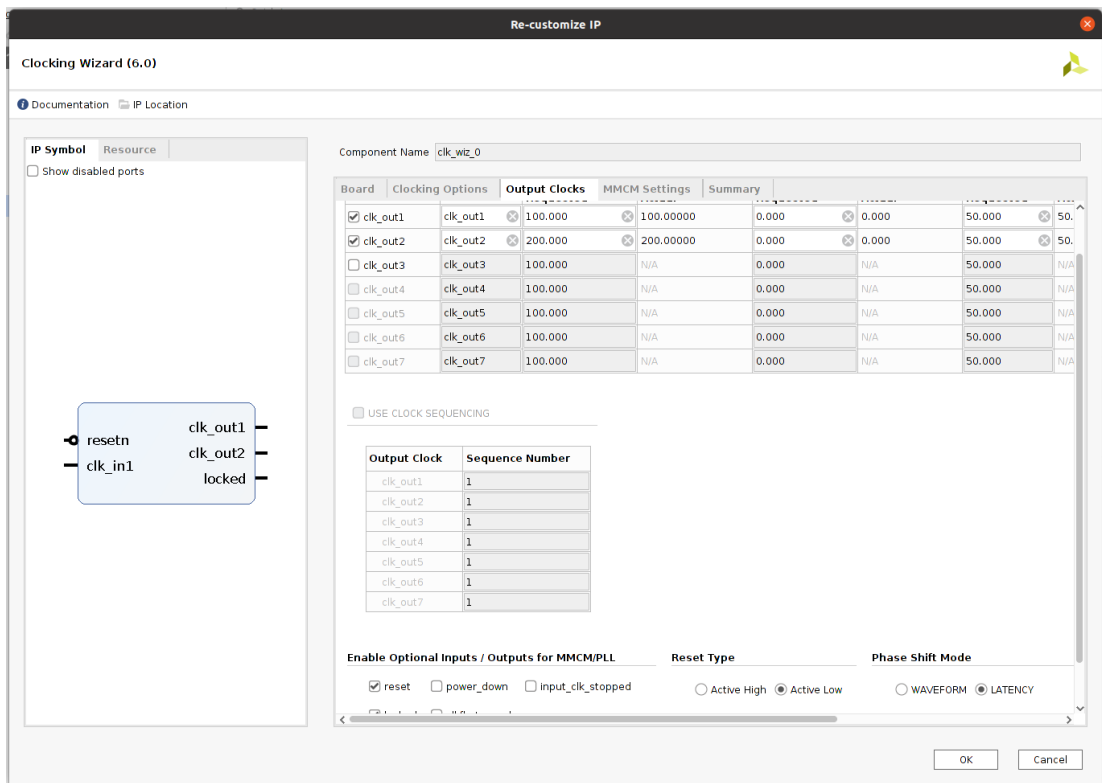 Re-customize IP
Clocking Wizard (6.0)
Documentation IP Location
IP Symbol Resource
Show disabled ports
resetn
clk_in1
clk_out1
clk_out2
locked
Component Name clk_wiz_0
Board Clocking Options Output Clocks MMCM Settings Summary
clk_out1 clk_out1 100.000 100.00000 0.000 0.000 50.000 50.
clk_out2 clk_out2 200.000 200.00000 0.000 0.000 50.000 50.
clk_out3 clk_out3 100.000 N/A 0.000 N/A 50.000 N/A
clk_out4 clk_out4 100.000 N/A 0.000 N/A 50.000 N/A
clk_out5 clk_out5 100.000 N/A 0.000 N/A 50.000 N/A
clk_out6 clk_out6 100.000 N/A 0.000 N/A 50.000 N/A
clk_out7 clk_out7 100.000 N/A 0.000 N/A 50.000 N/A
USE CLOCK SEQUENCING
Output Clock Sequence Number
clk_out1 1
clk_out2 1
clk_out3 1
clk_out4 1
clk_out5 1
clk_out6 1
clk_out7 1
Enable Optional Inputs / Outputs for MMCM/PLL Reset Type Phase Shift Mode
reset power_down input_clk_stopped Active High Active Low WAVEFORM LATENCY
OK Cancel